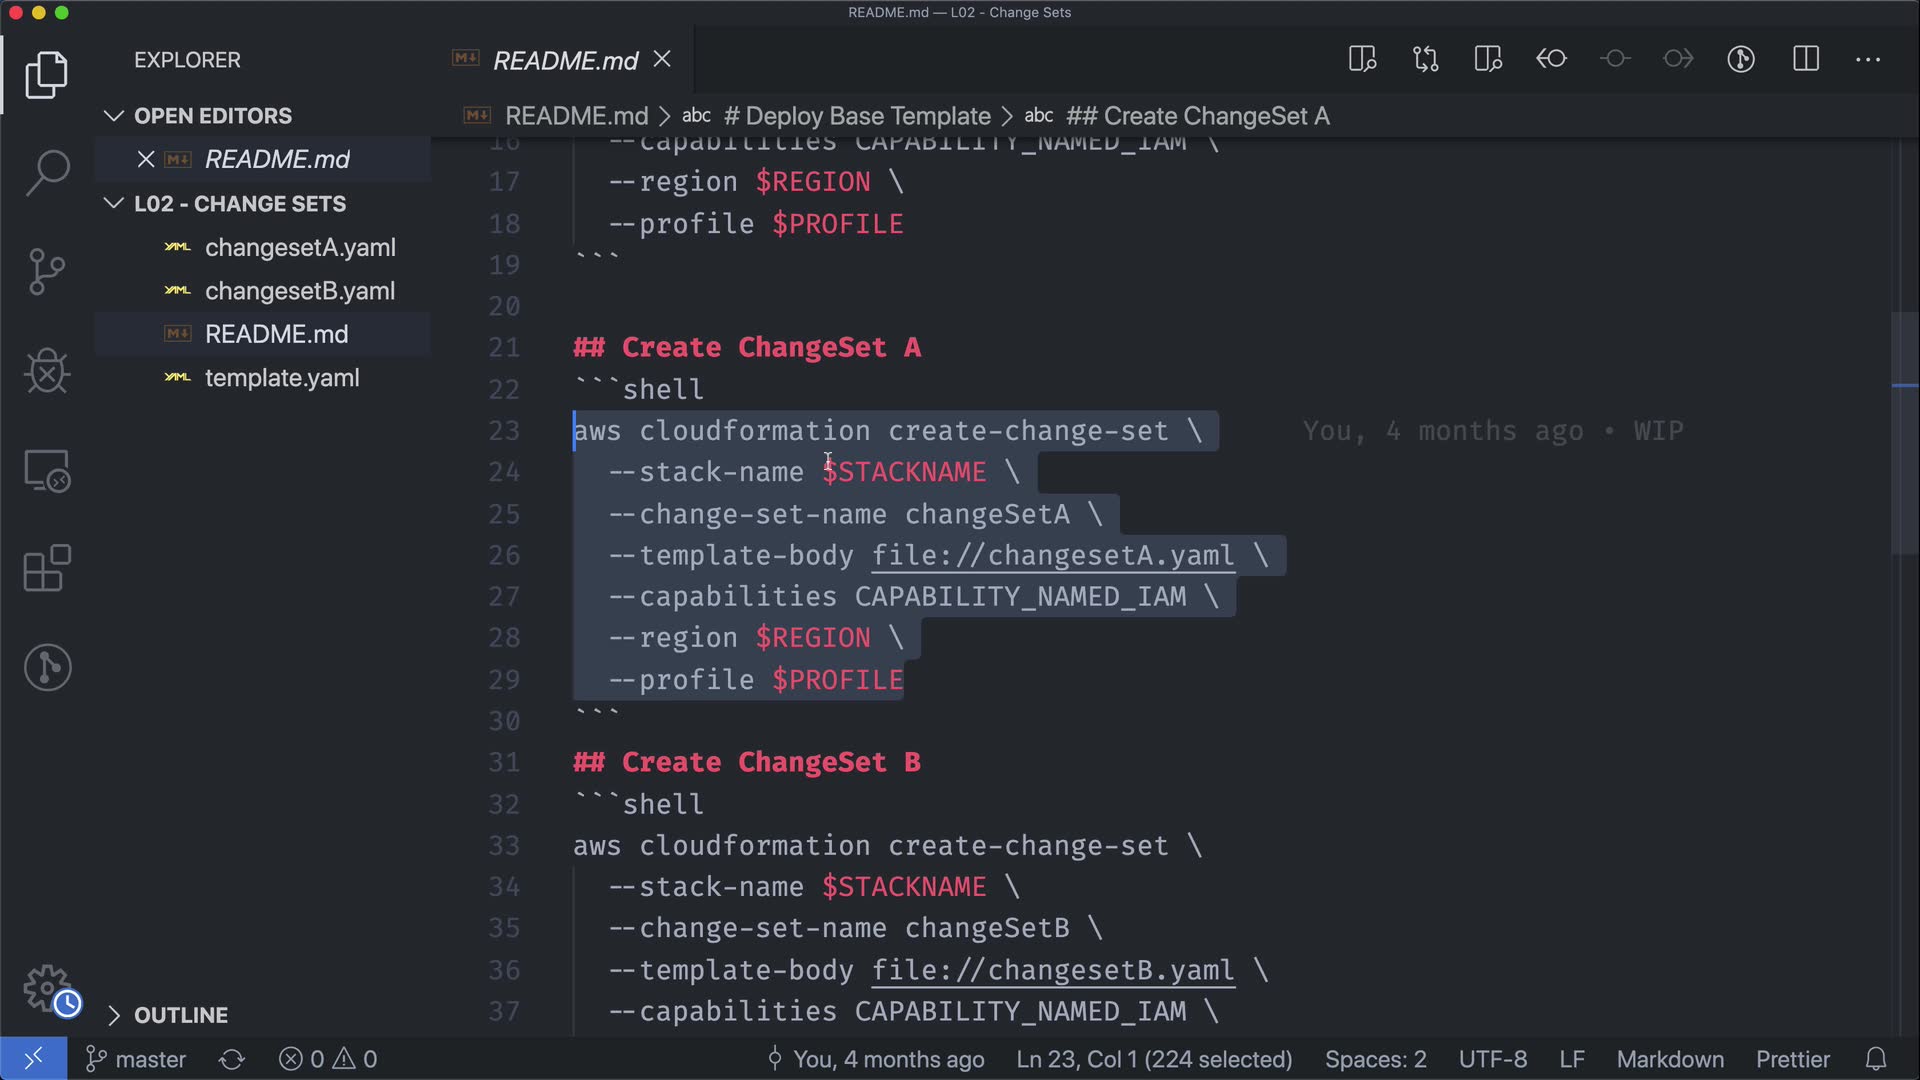 README.md — L02 - Change Sets
EXPLORER
README.md
OPEN EDITORS
README.md > abc # Deploy Base Template > abc ## Create ChangeSet A
README.md
L02 - CHANGE SETS
changesetA.yaml
changesetB.yaml
README.md
template.yaml
OUTLINE
16 --capabilities CAPABILITY_NAMED_IAM \
17 --region $REGION \
18 --profile $PROFILE
19 ```
20
21 ## Create ChangeSet A
22 ```shell
23 aws cloudformation create-change-set \ You, 4 months ago • WIP
24 --stack-name $STACKNAME \
25 --change-set-name changeSetA \
26 --template-body file://changesetA.yaml \
27 --capabilities CAPABILITY_NAMED_IAM \
28 --region $REGION \
29 --profile $PROFILE
30 ```
31 ## Create ChangeSet B
32 ```shell
33 aws cloudformation create-change-set \
34 --stack-name $STACKNAME \
35 --change-set-name changeSetB \
36 --template-body file://changesetB.yaml \
37 --capabilities CAPABILITY_NAMED_IAM \
master 0 0 You, 4 months ago Ln 23, Col 1 (224 selected) Spaces: 2 UTF-8 LF Markdown Prettier